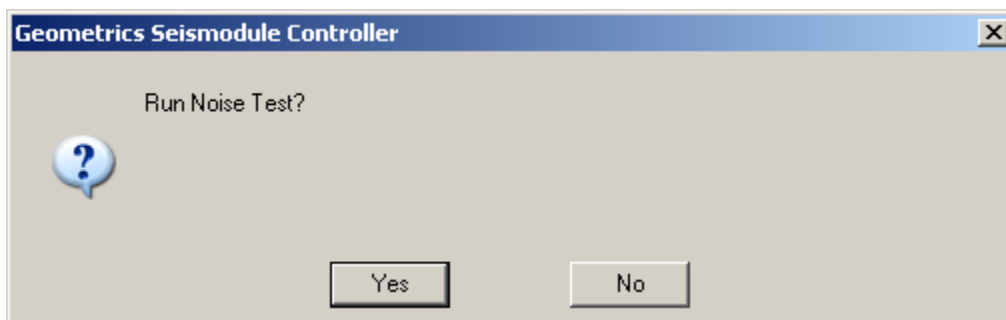 Geometrics Seismodule Controller
Run Noise Test?
Yes
No